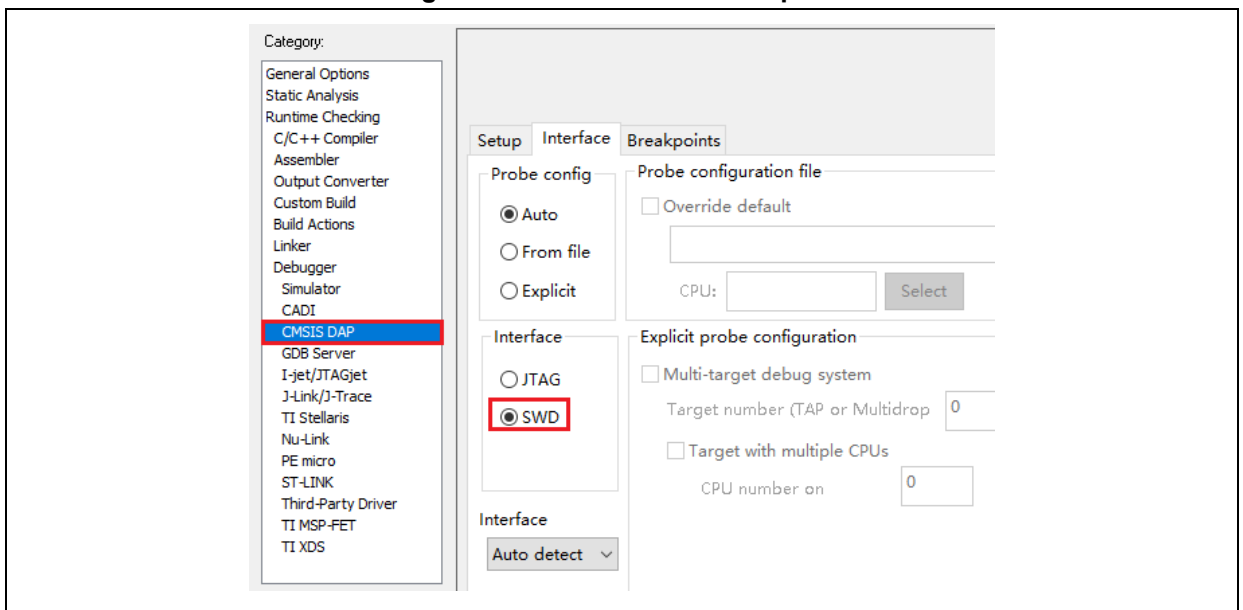 Category:
General Options
Static Analysis
Runtime Checking
C/C++ Compiler
Assembler
Output Converter
Custom Build
Build Actions
Linker
Debugger
Simulator
CADI
CMSIS DAP
GDB Server
I-jet/JTAGjet
J-Link/J-Trace
TI Stellaris
Nu-Link
PE micro
ST-LINK
Third-Party Driver
TI MSP-FET
TI XDS
Setup Interface Breakpoints
Probe config
Auto
From file
Explicit
Probe configuration file
Override default
CPU: Select
Interface
JTAG
SWD
Explicit probe configuration
Multi-target debug system
Target number (TAP or Multidrop 0
Target with multiple CPUs
CPU number on 0
Interface
Auto detect